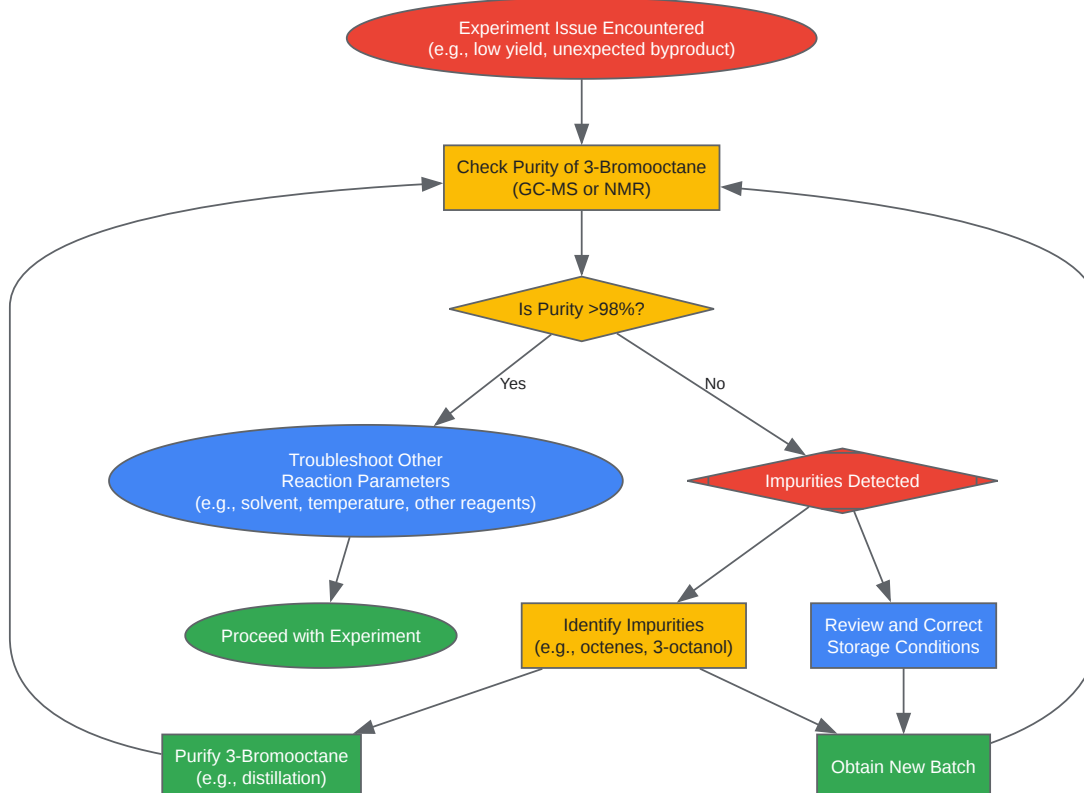 Experiment Issue Encountered
(e.g., low yield, unexpected byproduct)
Check Purity of 3-Bromooctane
(GC-MS or NMR)
Is Purity >98%?
Yes
No
Troubleshoot Other
Reaction Parameters
(e.g., solvent, temperature, other reagents)
Impurities Detected
Proceed with Experiment
Identify Impurities
(e.g., octenes, 3-octanol)
Review and Correct
Storage Conditions
Purify 3-Bromooctane
(e.g., distillation)
Obtain New Batch